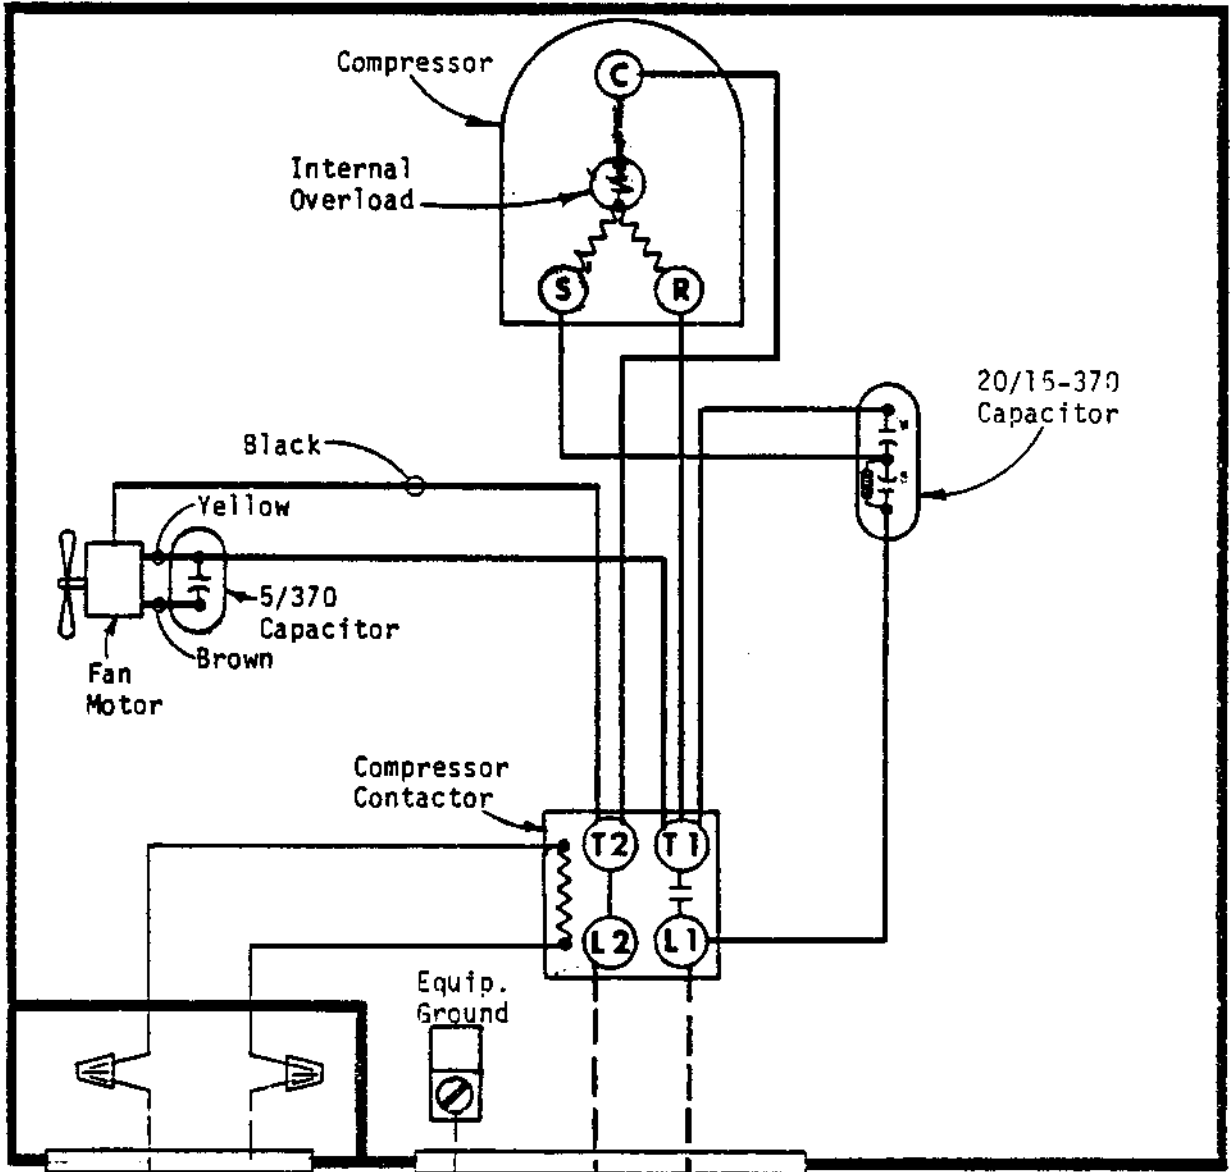 Compressor
C
Internal
Overload
S
R
20/15-370
Capacitor
Black
Yellow
5/370
Capacitor
Brown
Fan
Motor
Compressor
Contactor
T2
T1
L2
L1
Equip.
Ground